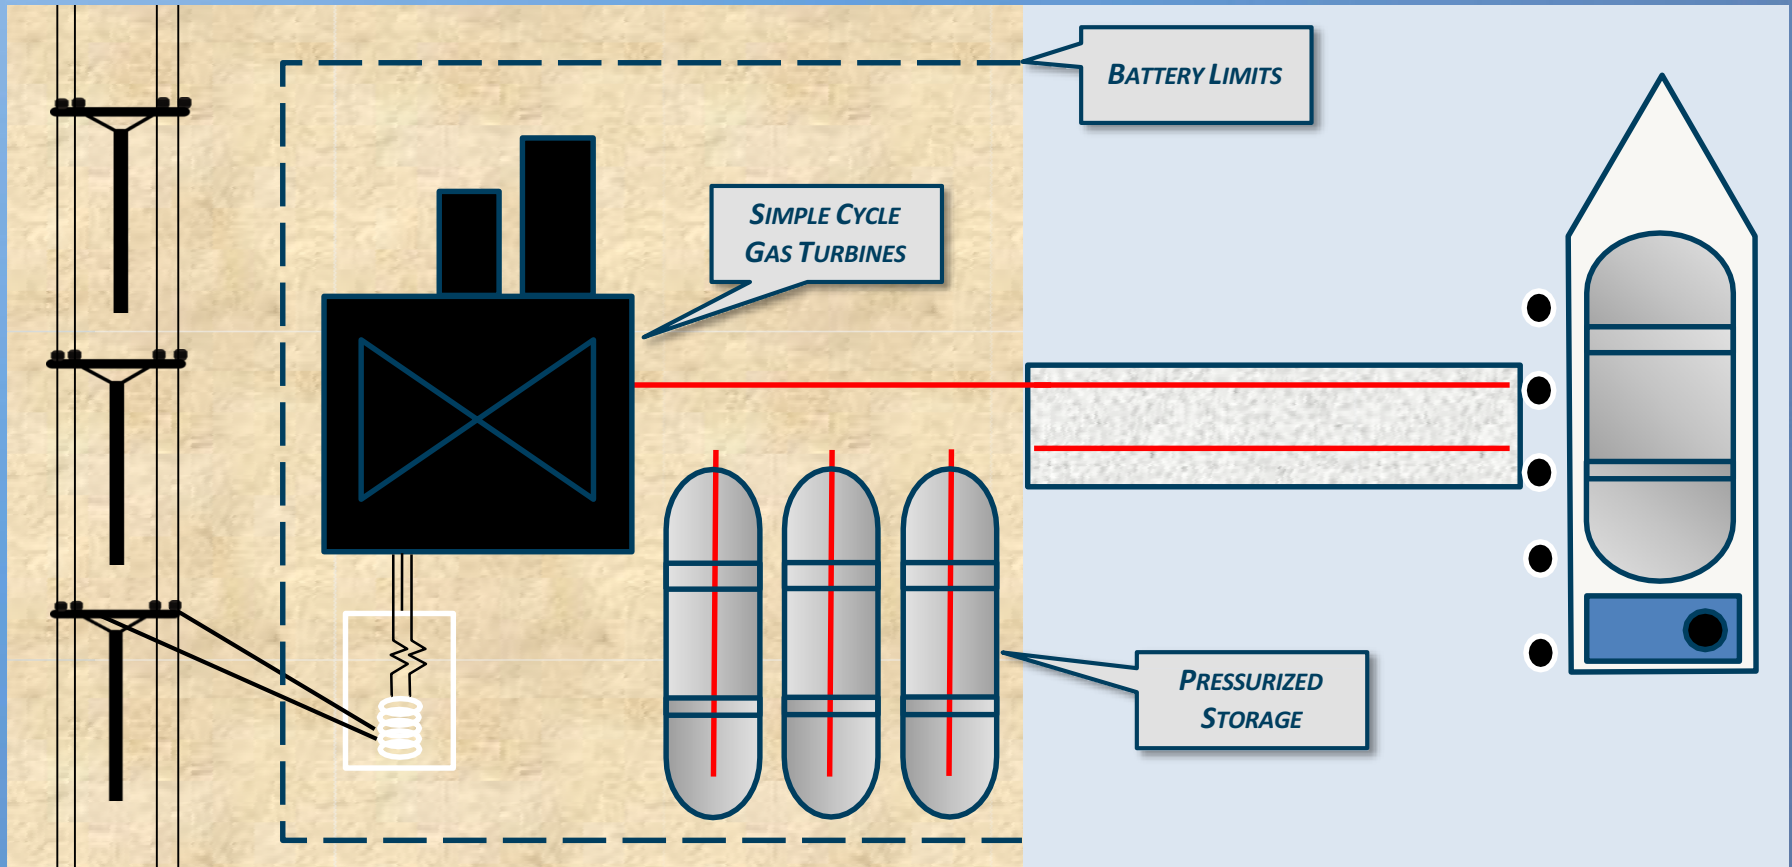 BATTERY LIMITS
SIMPLE CYCLE
GAS TURBINES
PRESSURIZED
STORAGE